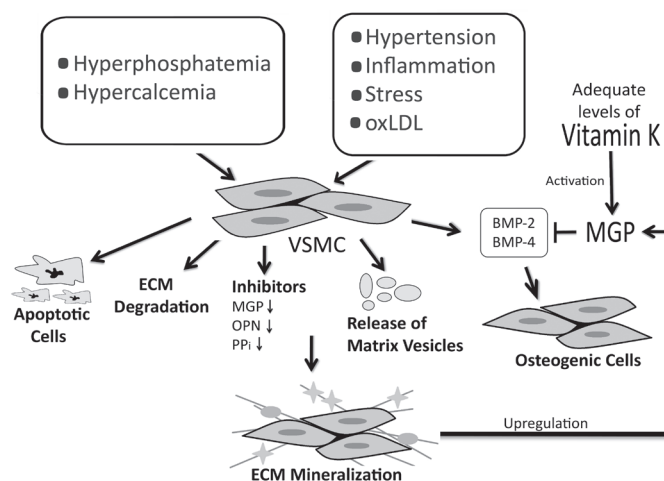 Hyperphosphatemia
Hypercalcemia
Hypertension
Inflammation
Stress
oxLDL
Adequate
levels of
Vitamin K
Activation
BMP-2
BMP-4
MGP
VSMC
Apoptotic
Cells
ECM
Degradation
Inhibitors
MGP ↓
OPN ↓
PPi ↓
Release of
Matrix Vesicles
Osteogenic Cells
Upregulation
ECM Mineralization